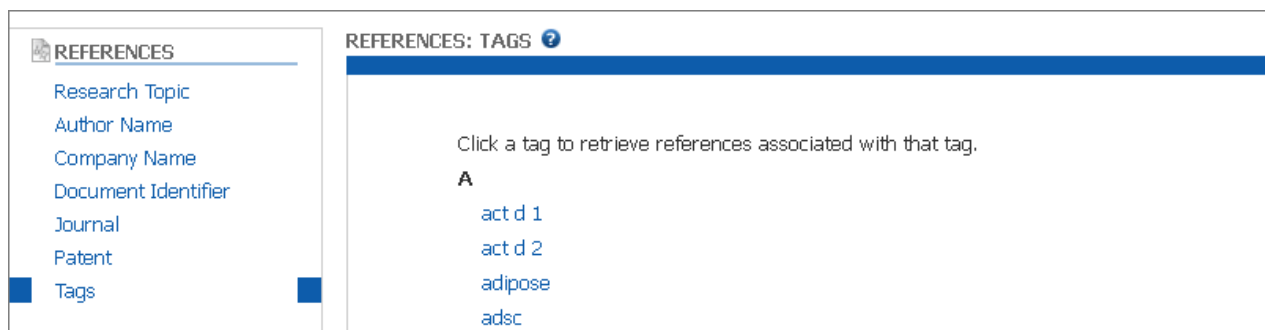 REFERENCES
Research Topic
Author Name
Company Name
Document Identifier
Journal
Patent
Tags
REFERENCES: TAGS ?
Click a tag to retrieve references associated with that tag.
A
act d 1
act d 2
adipose
adsc